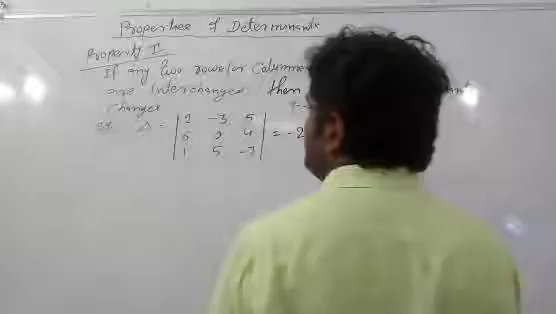 Properties of Determinants
Property I
If any two rows/or Columns
are Interchanges then
Changes
ex. Δ = | 2 -3 5 |
| 6 2 4 | = -2
| 1 5 -7 |